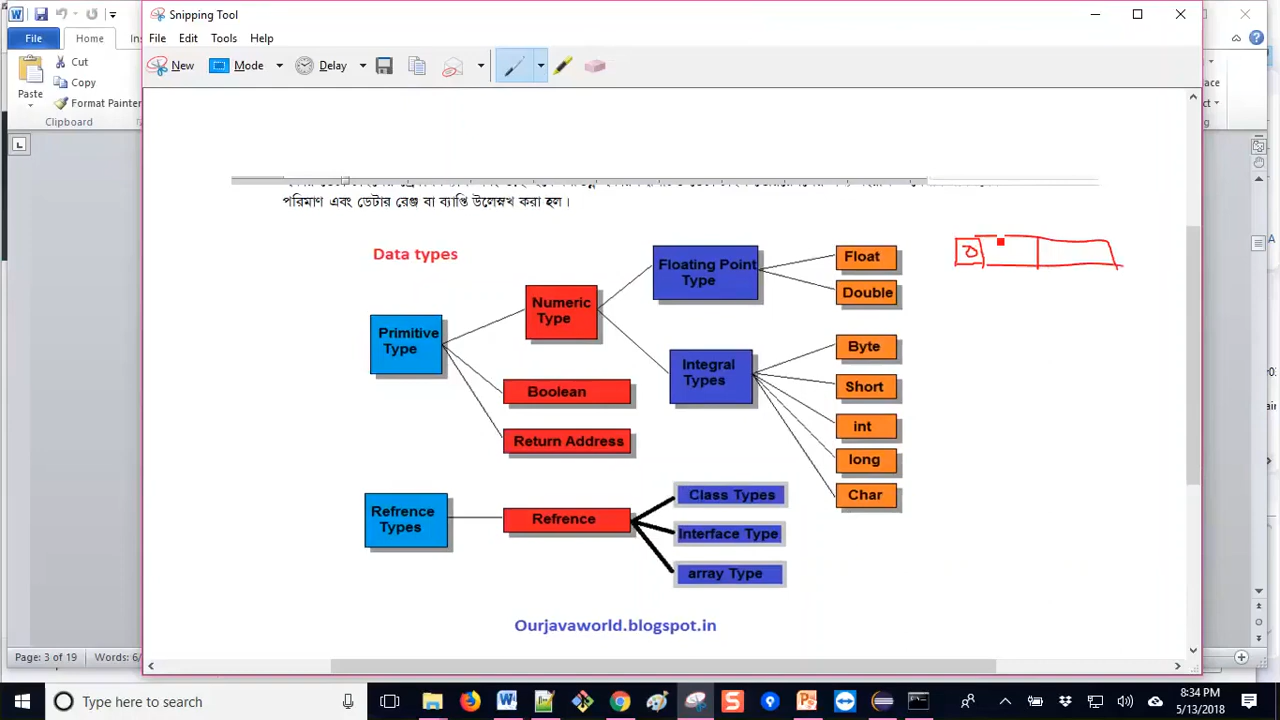 Snipping Tool
File Edit Tools Help
New Mode Delay
File
Home
Cut
Copy
Paste
Format Painter
Clipboard
পরিমাণ এবং ডেটার রেঞ্জ বা ব্যাপ্তি উলেস্নখ করা হল।
Data types
Floating Point
Type
Float
Double
Numeric
Type
Primitive
Type
Integral
Types
Byte
Short
int
long
Char
Boolean
Return Address
Refrence
Types
Refrence
Class Types
Interface Type
array Type
Ourjavaworld.blogspot.in
Page: 3 of 19
Type here to search
8:34 PM
5/13/2018